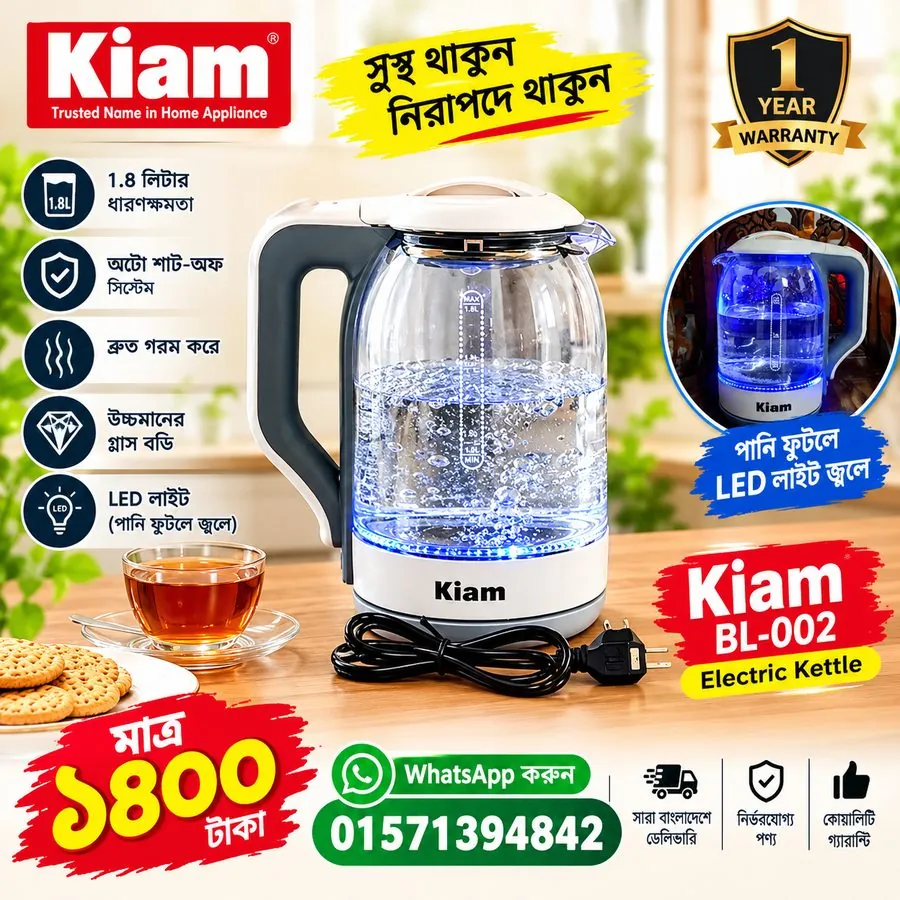 Kiam®
Trusted Name in Home Appliance
সুস্থ থাকুন
নিরাপদে থাকুন
1
YEAR
WARRANTY
1.8L
1.8 লিটার
ধারণক্ষমতা
অটো শাট-অফ
সিস্টেম
দ্রুত গরম করে
উচ্চমানের
গ্লাস বডি
LED
LED লাইট
(পানি ফুটলে জ্বলে)
MAX
1.8L
1.0L
MIN
Kiam
Kiam
পানি ফুটলে
LED লাইট জ্বলে
Kiam
BL-002
Electric Kettle
মাত্র
১৪০০
টাকা
WhatsApp করুন
01571394842
সারা বাংলাদেশে
ডেলিভারি
নির্ভরযোগ্য
পণ্য
কোয়ালিটি
গ্যারান্টি